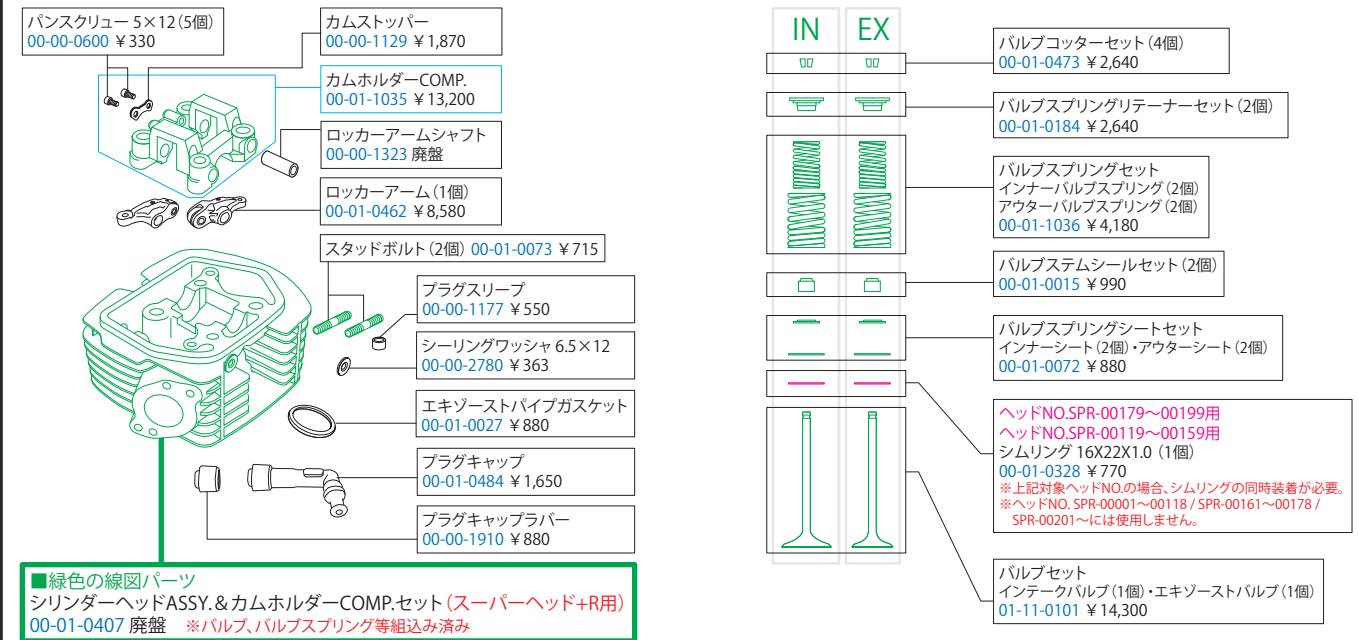 パンスクリュー 5×12（5個）
00-00-0600 ￥330
カムストッパー
00-00-1129 ￥1,870
カムホルダーCOMP.
00-01-1035 ￥13,200
ロッカーアームシャフト
00-00-1323 廃盤
ロッカーアーム（1個）
00-01-0462 ￥8,580
スタッドボルト（2個） 00-01-0073 ￥715
プラグスリーブ
00-00-1177 ￥550
シーリングワッシャ 6.5×12
00-00-2780 ￥363
エキゾーストパイプガスケット
00-01-0027 ￥880
プラグキャップ
00-01-0484 ￥1,650
プラグキャップラバー
00-00-1910 ￥880
■緑色の線図パーツ
シリンダーヘッドASSY.＆カムホルダーCOMP.セット（スーパーヘッド+R用）
00-01-0407 廃盤 ※バルブ、バルブスプリング等組込み済み
IN EX
バルブコッターセット（4個）
00-01-0473 ￥2,640
バルブスプリングリテーナーセット（2個）
00-01-0184 ￥2,640
バルブスプリングセット
インナーバルブスプリング（2個）
アウターバルブスプリング（2個）
00-01-1036 ￥4,180
バルブステムシールセット（2個）
00-01-0015 ￥990
バルブスプリングシートセット
インナーシート（2個）・アウターシート（2個）
00-01-0072 ￥880
ヘッドNO.SPR-00179～00199用
ヘッドNO.SPR-00119～00159用
シムリング 16X22X1.0（1個）
00-01-0328 ￥770
※上記対象ヘッドNO.の場合、シムリングの同時装着が必要。
※ヘッドNO. SPR-00001～00118 / SPR-00161～00178 /
SPR-00201～には使用しません。
バルブセット
インテークバルブ（1個）・エキゾーストバルブ（1個）
01-11-0101 ￥14,300